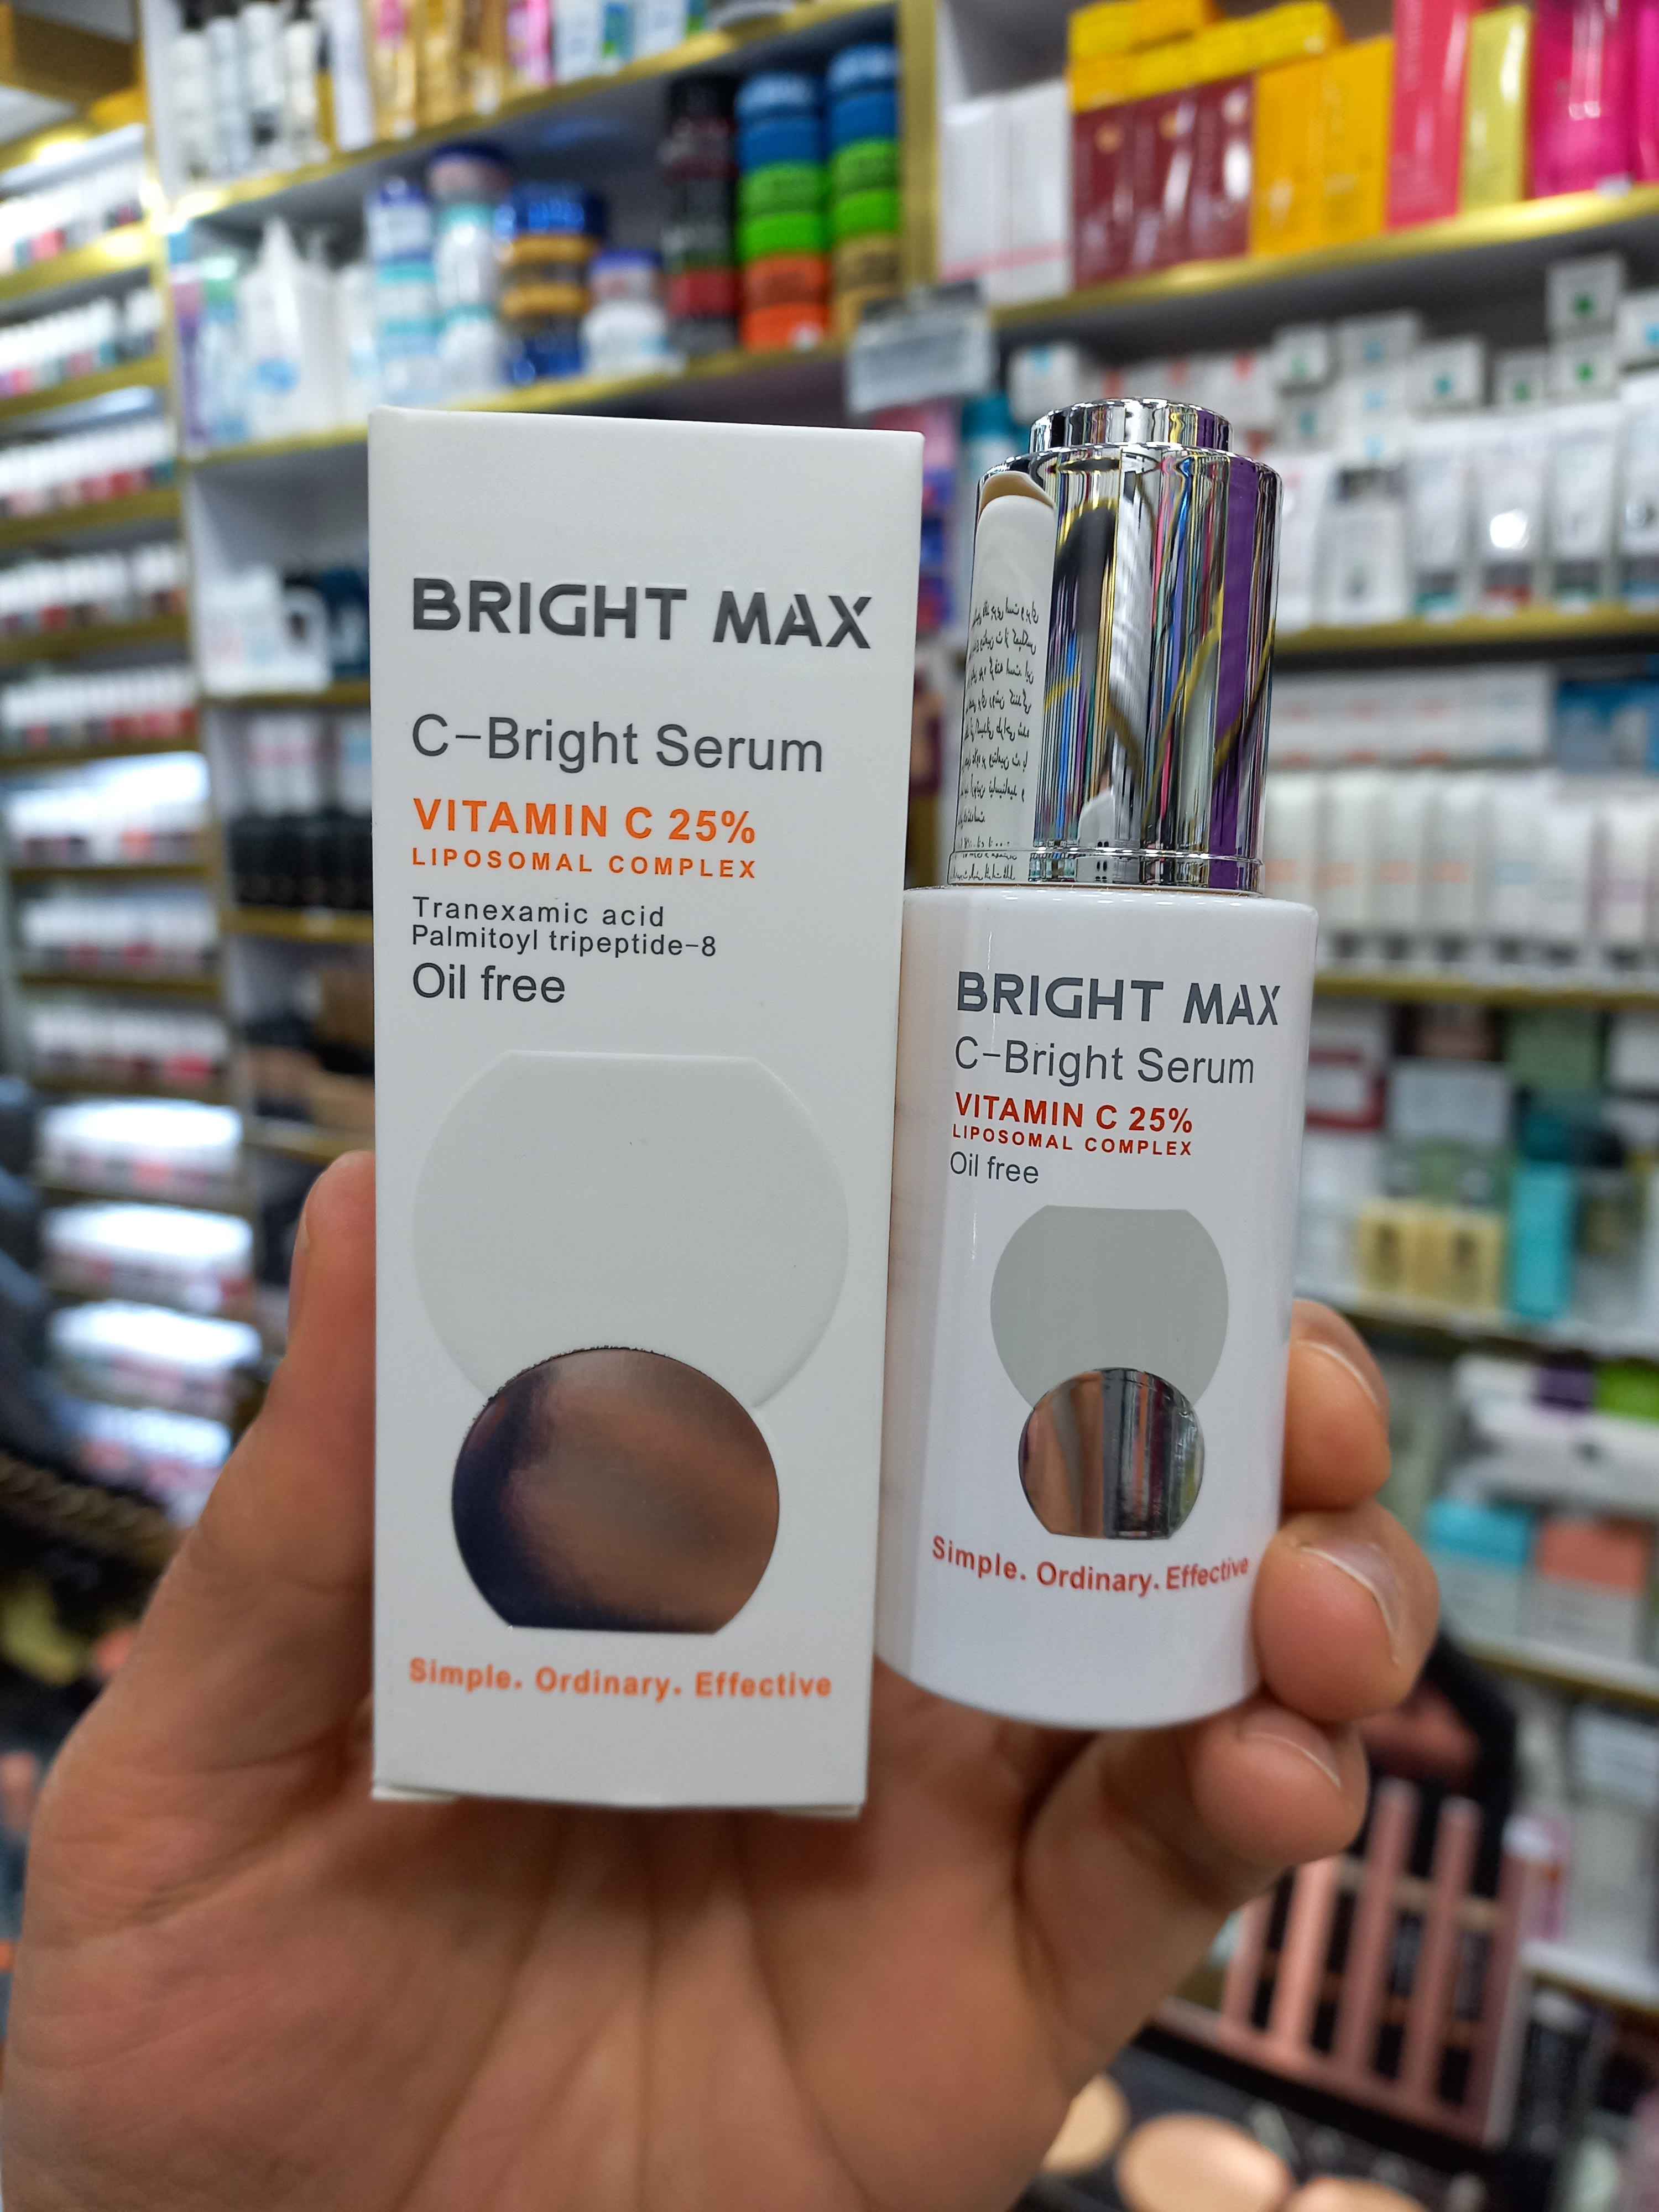 BRIGHT MAX
C-Bright Serum
VITAMIN C 25%
LIPOSOMAL COMPLEX
Tranexamic acid
Palmitoyl tripeptide-8
Oil free
Simple. Ordinary. Effective
BRIGHT MAX
C-Bright Serum
VITAMIN C 25%
LIPOSOMAL COMPLEX
Oil free
Simple. Ordinary. Effective